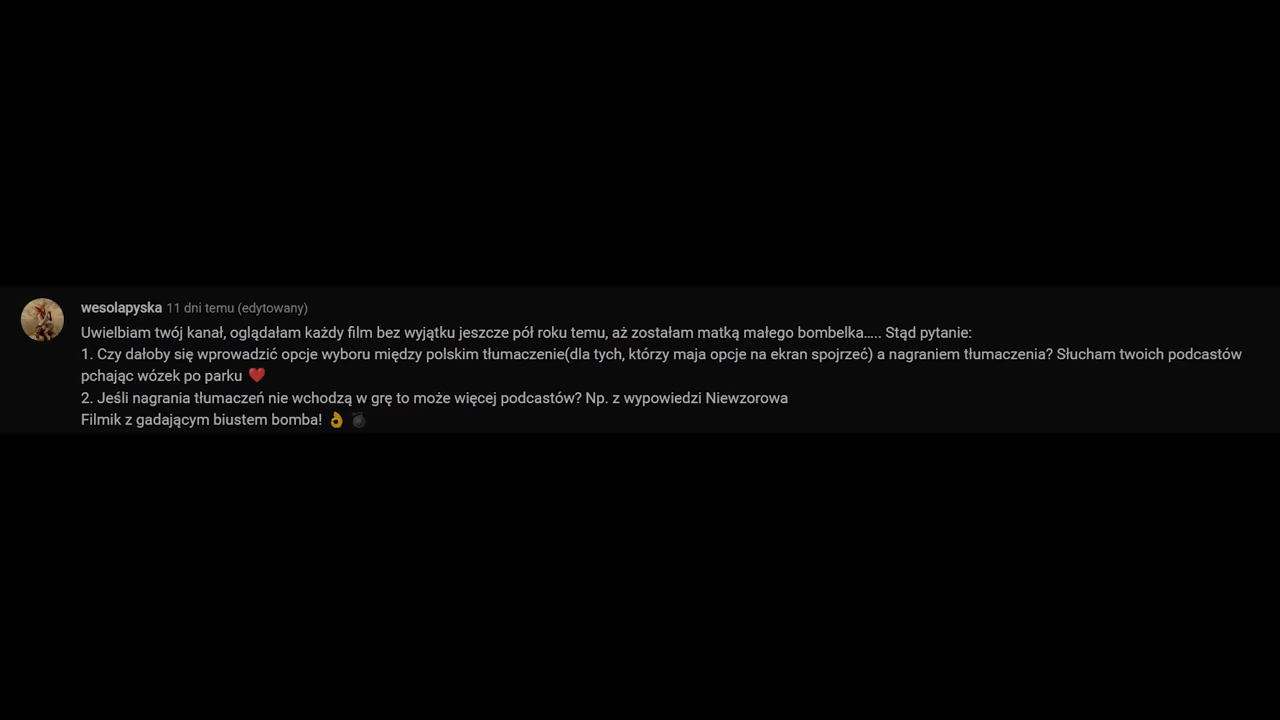 wesolapyska 11 dni temu (edytowany)
Uwielbiam twój kanał, oglądałam każdy film bez wyjątku jeszcze pół roku temu, aż zostałam matką małego bombelka..... Stąd pytanie:
1. Czy dałoby się wprowadzić opcje wyboru między polskim tłumaczenie(dla tych, którzy maja opcje na ekran spojrzeć) a nagraniem tłumaczenia? Słucham twoich podcastów
pchając wózek po parku ❤️
2. Jeśli nagrania tłumaczeń nie wchodzą w grę to może więcej podcastów? Np. z wypowiedzi Niewzorowa
Filmik z gadającym biustem bomba! 👌 💣